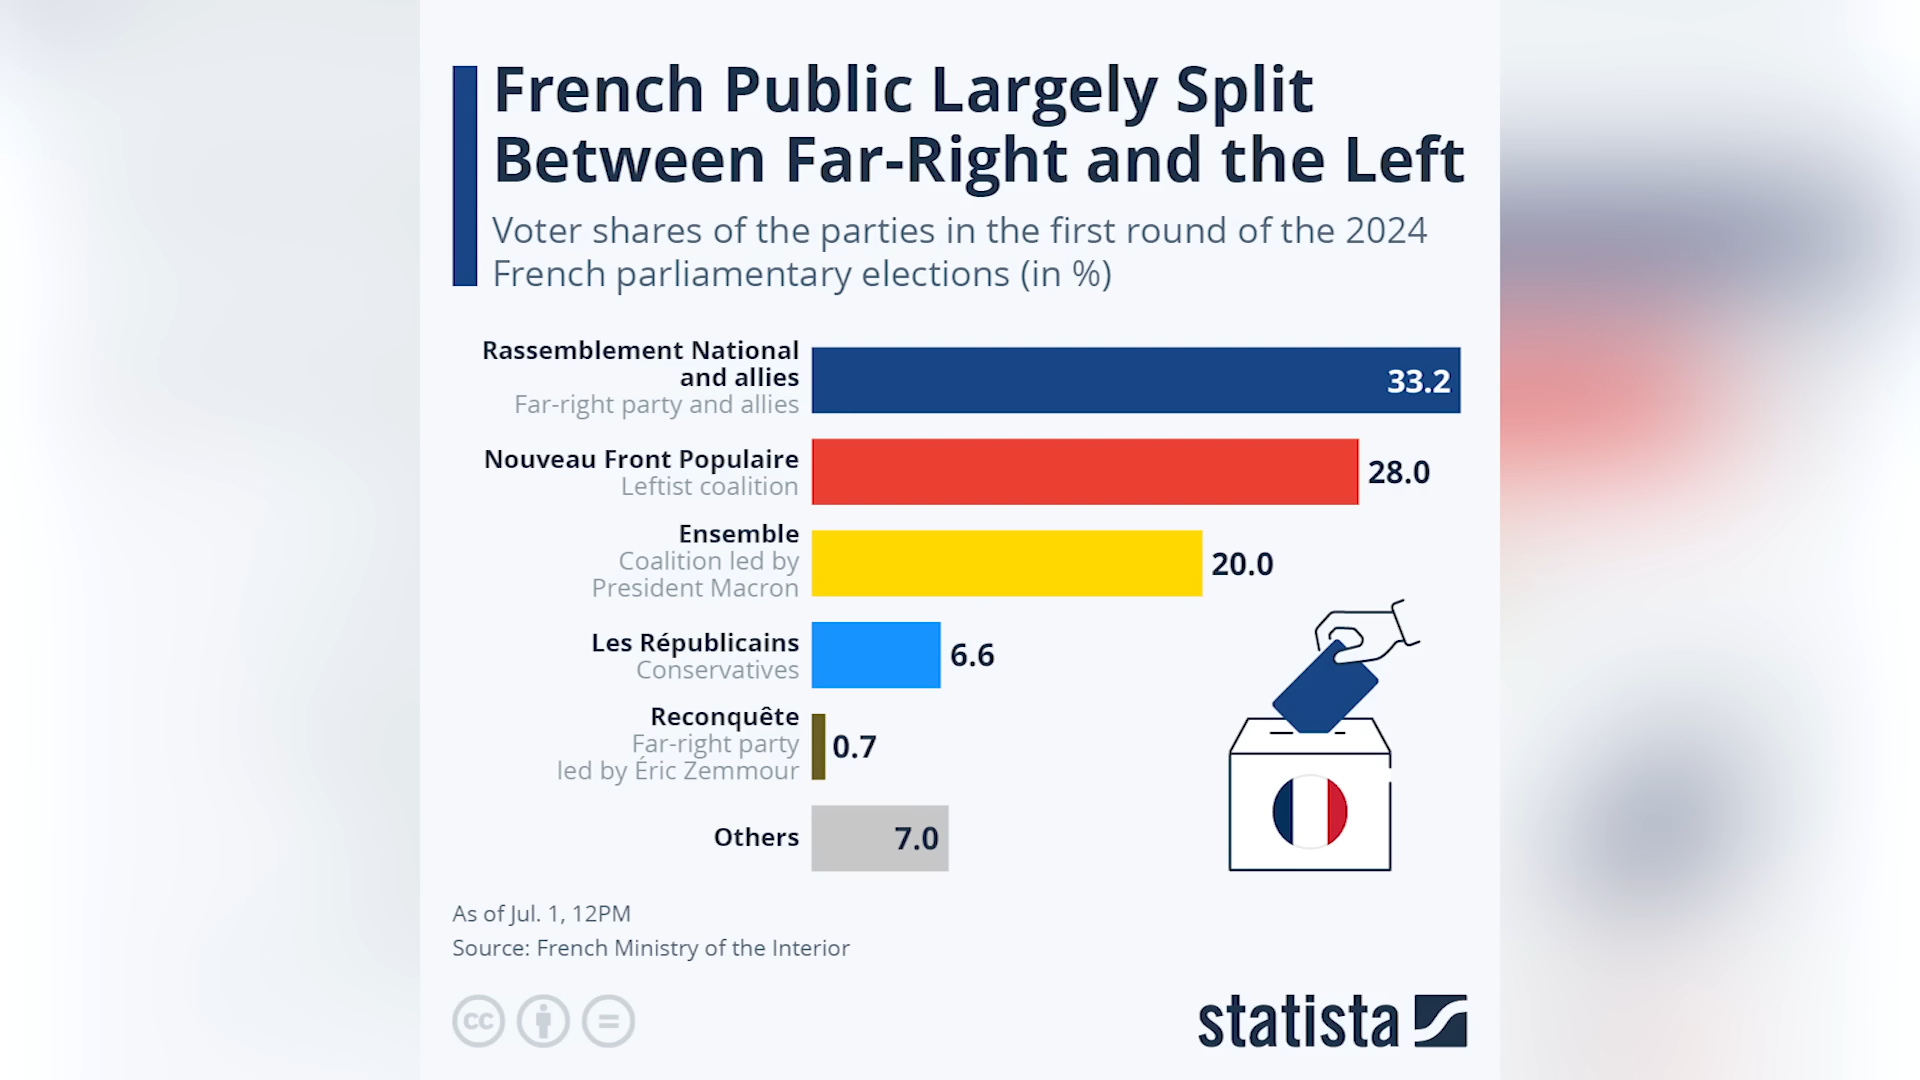 French Public Largely Split
Between Far-Right and the Left
Voter shares of the parties in the first round of the 2024
French parliamentary elections (in %)
Rassemblement National
and allies
Far-right party and allies
33.2
Nouveau Front Populaire
Leftist coalition
28.0
Ensemble
Coalition led by
President Macron
20.0
Les Républicains
Conservatives
6.6
Reconquête
Far-right party
led by Éric Zemmour
0.7
Others
7.0
As of Jul. 1, 12PM
Source: French Ministry of the Interior
cc
statista